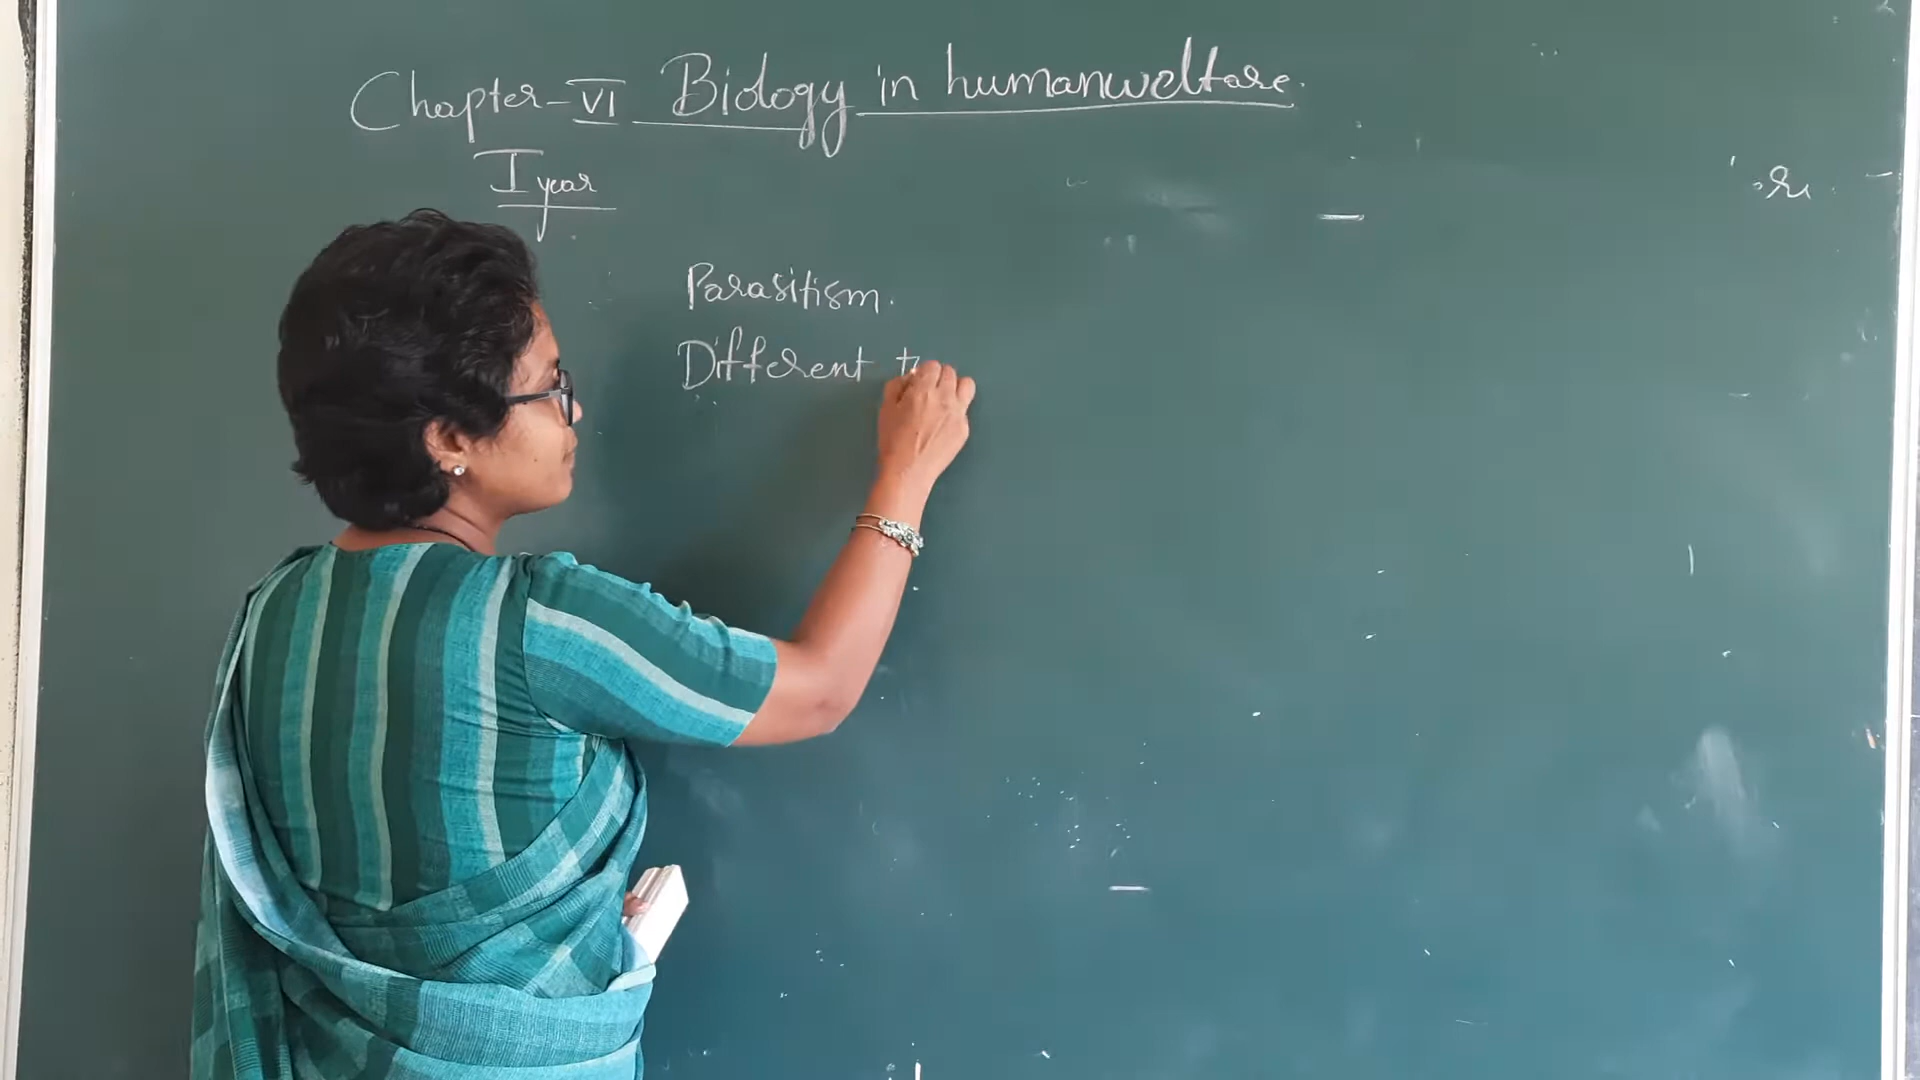 Chapter-VI Biology in humanwelfare.
I year
Parasitism.
Different